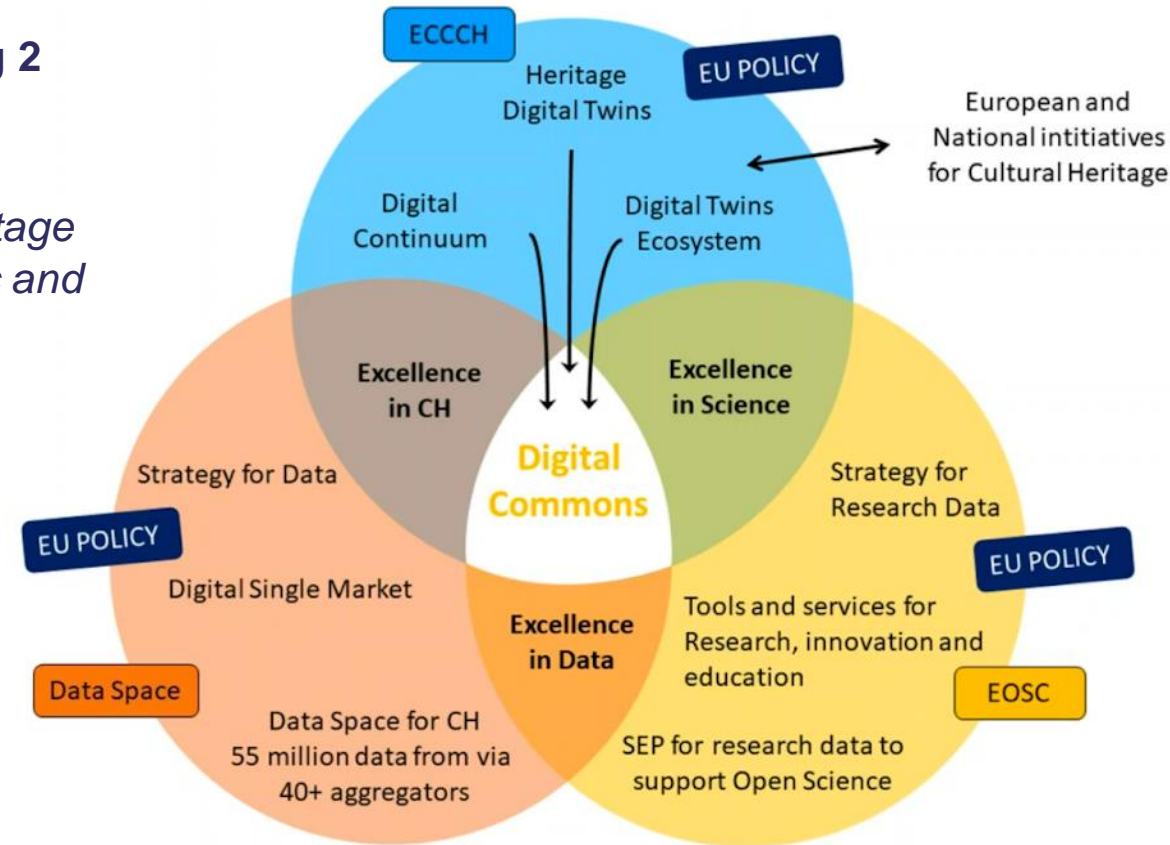 g 2
tage
c and
ECCCH
EU POLICY
Heritage
Digital Twins
European and
National intitiatives
for Cultural Heritage
Digital
Continuum
Digital Twins
Ecosystem
Excellence
in CH
Excellence
in Science
Digital
Commons
Strategy for Data
Strategy for
Research Data
EU POLICY
EU POLICY
Digital Single Market
Tools and services for
Research, innovation and
education
Excellence
in Data
Data Space
EOSC
Data Space for CH
55 million data from via
40+ aggregators
SEP for research data to
support Open Science